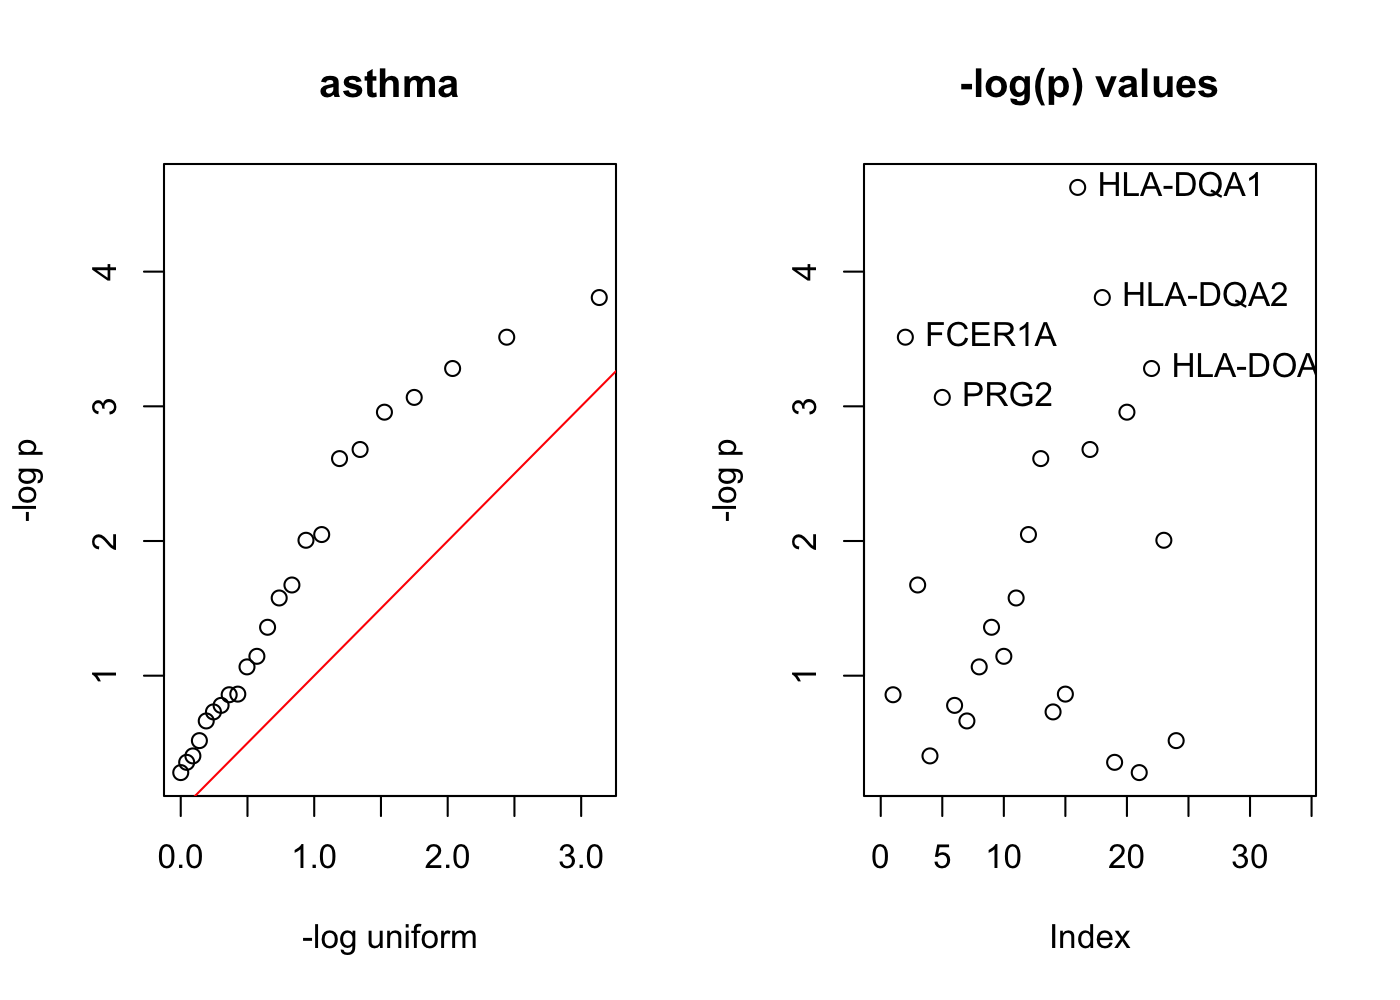 asthma
-log p
4
3
2
1
0.0 1.0 2.0 3.0
-log uniform
-log(p) values
-log p
4
3
2
1
HLA-DQA1
HLA-DQA2
FCER1A
HLA-DOA
PRG2
0 5 10 20 30
Index